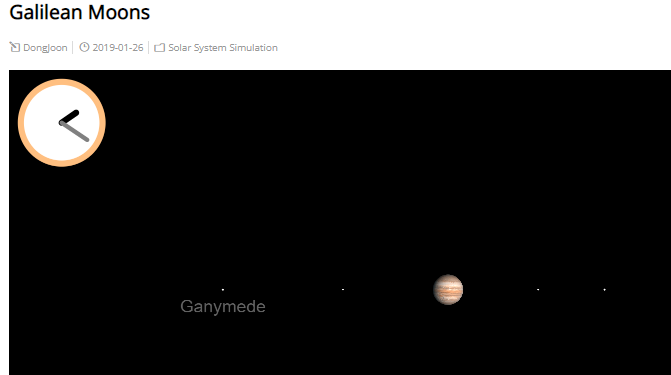 Galilean Moons
DongJoon 2019-01-26 Solar System Simulation
Ganymede